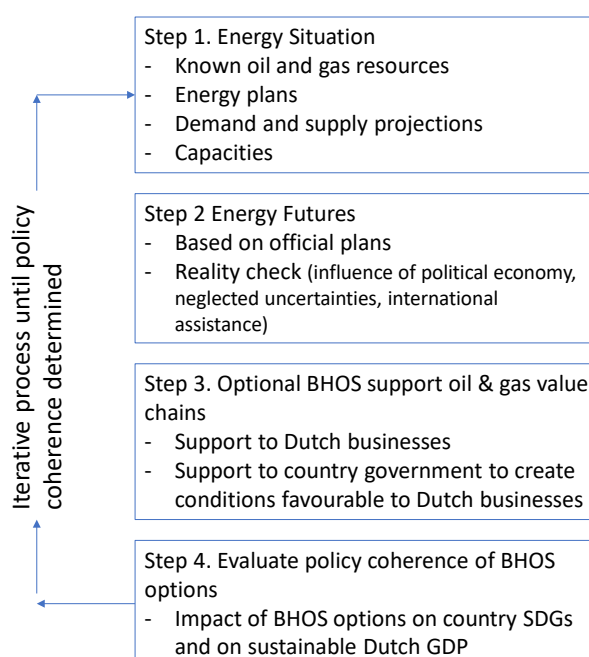 Step 1. Energy Situation
- Known oil and gas resources
- Energy plans
- Demand and supply projections
- Capacities
Step 2 Energy Futures
- Based on official plans
- Reality check (influence of political economy,
neglected uncertainties, international
assistance)
Step 3. Optional BHOS support oil & gas value
chains
- Support to Dutch businesses
- Support to country government to create
conditions favourable to Dutch businesses
Step 4. Evaluate policy coherence of BHOS
options
- Impact of BHOS options on country SDGs
and on sustainable Dutch GDP
Iterative process until policy
coherence determined